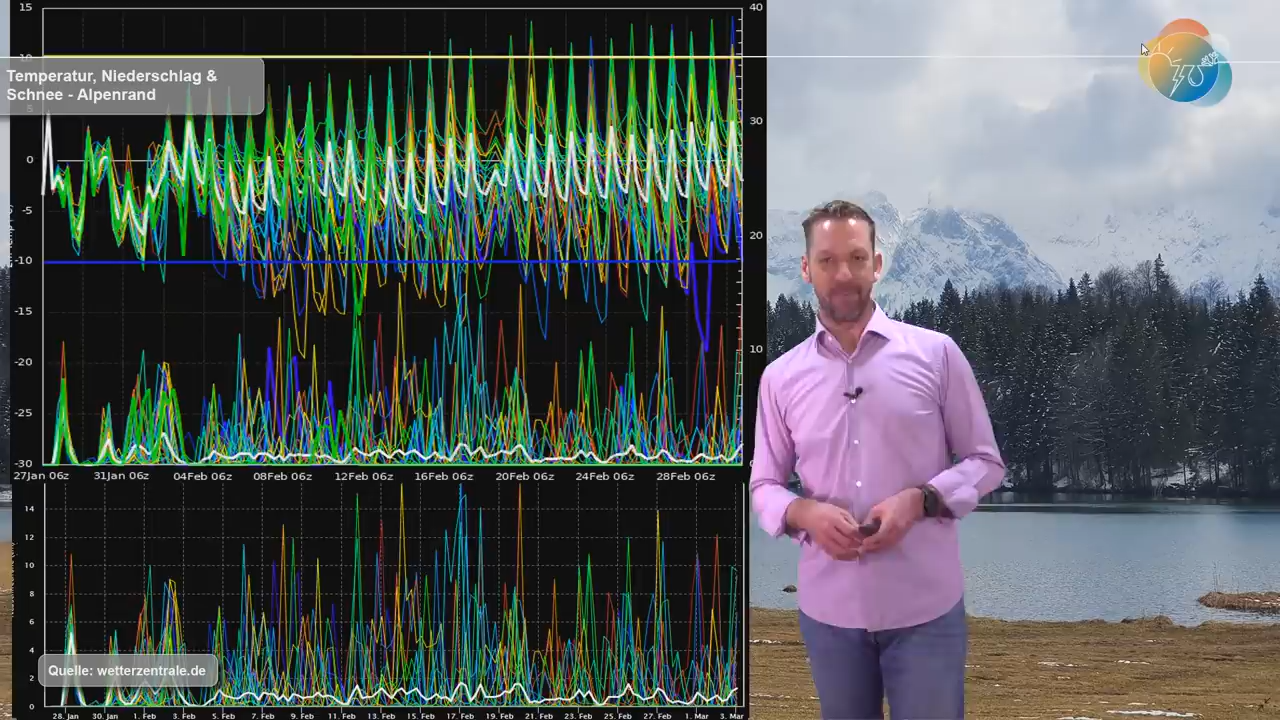 15
40
10
Temperatur, Niederschlag &
Schnee - Alpenrand
5
30
0
-5
20
-10
-15
10
-20
-25
-30
27Jan 06z
31Jan 06z
04Feb 06z
08Feb 06z
12Feb 06z
16Feb 06z
20Feb 06z
24Feb 06z
28Feb 06z
14
12
10
8
6
4
2
0
Quelle: wetterzentrale.de
28. Jan
30. Jan
1. Feb
3. Feb
5. Feb
7. Feb
9. Feb
11. Feb
13. Feb
15. Feb
17. Feb
19. Feb
21. Feb
23. Feb
25. Feb
27. Feb
1. Mar
3. Mar